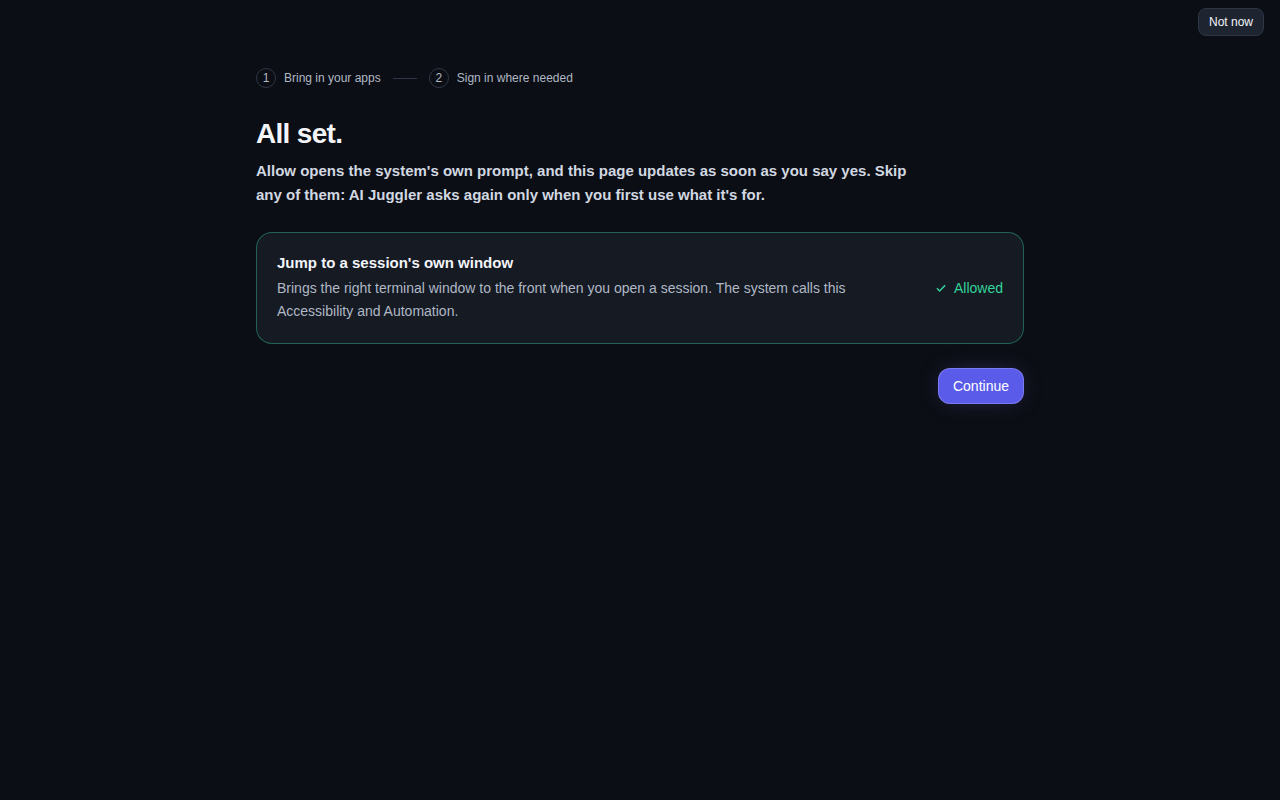 Not now
1 Bring in your apps 2 Sign in where needed
All set.
Allow opens the system's own prompt, and this page updates as soon as you say yes. Skip
any of them: AI Juggler asks again only when you first use what it's for.
Jump to a session's own window
Brings the right terminal window to the front when you open a session. The system calls this
Accessibility and Automation.
Allowed
Continue